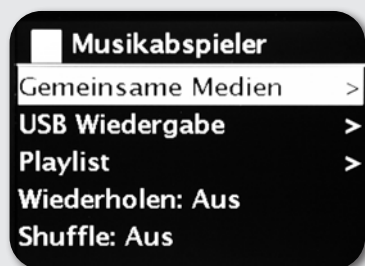 Musikabspieler
Gemeinsame Medien >
USB Wiedergabe >
Playlist >
Wiederholen: Aus
Shuffle: Aus